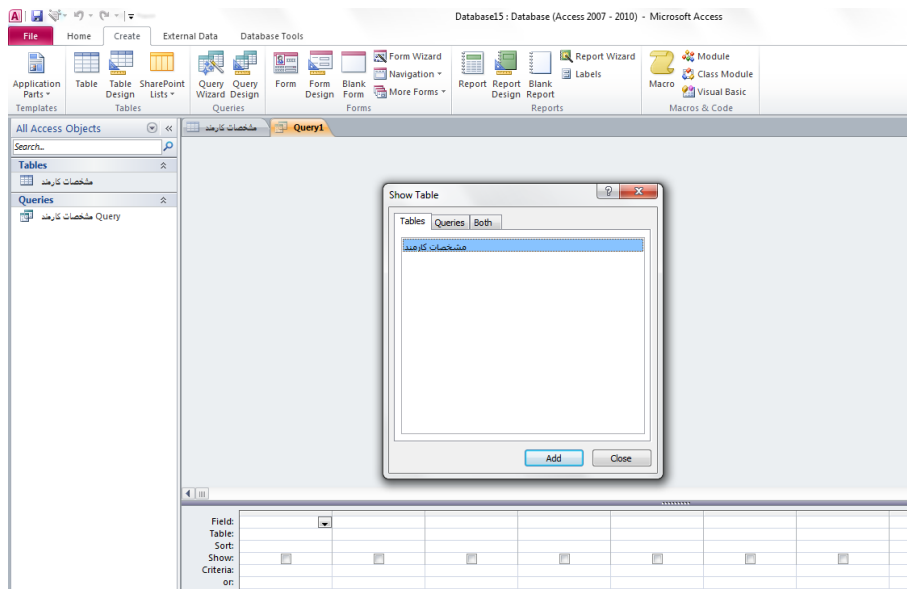 Database15 : Database (Access 2007 - 2010) - Microsoft Access
File Home Create External Data Database Tools
Application Parts
Table
Table Design
SharePoint Lists
Query Wizard
Query Design
Form
Form Design
Blank Form
Form Wizard
Navigation
More Forms
Report
Report Design
Blank Report
Report Wizard
Labels
Macro
Module
Class Module
Visual Basic
Templates Tables Queries Forms Reports Macros & Code
All Access Objects
Search...
Tables
مشخصات کارمند
Queries
مشخصات کارمند Query
مشخصات کارمند
Query1
Show Table
Tables Queries Both
مشخصات کارمند
Add Close
Field:
Table:
Sort:
Show:
Criteria:
or: